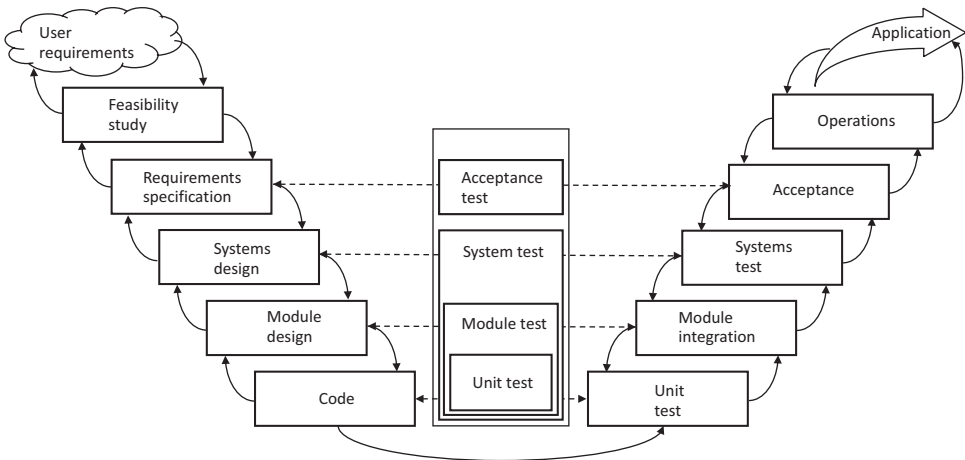 User
requirements
Feasibility
study
Requirements
specification
Systems
design
Module
design
Code
Acceptance
test
System test
Module test
Unit test
Application
Operations
Acceptance
Systems
test
Module
integration
Unit
test